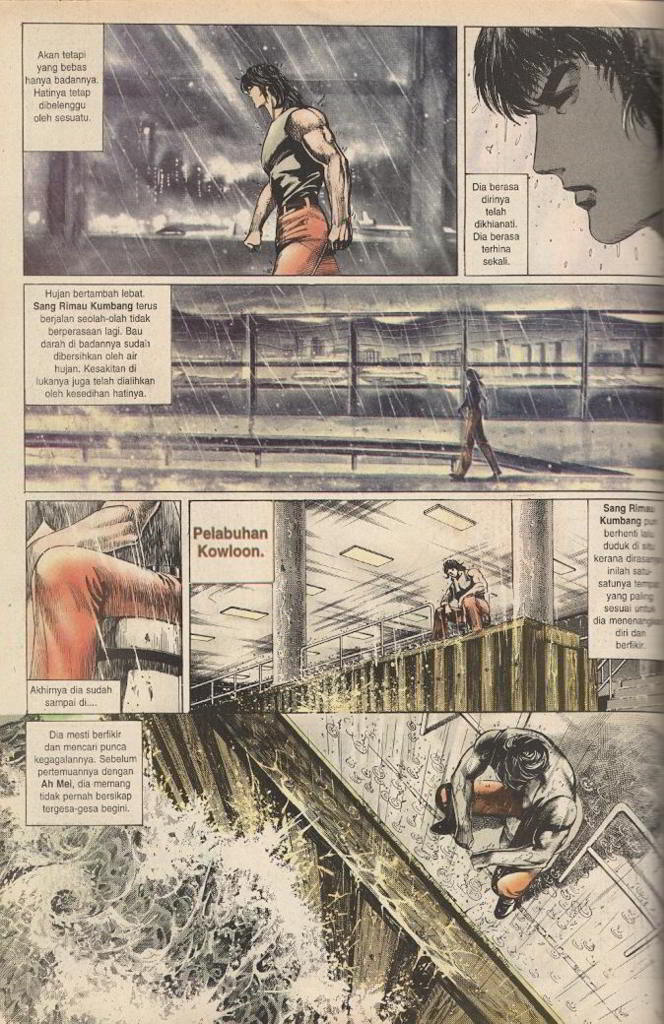 Akan tetapi
yang bebas
hanya badannya.
Hatinya tetap
dibelenggu
oleh sesuatu.
Dia berasa
dirinya
telah
dikhianati.
Dia berasa
terhina
sekali.
Hujan bertambah lebat.
Sang Rimau Kumbang terus
berjalan seolah-olah tidak
berperasaan lagi. Bau
darah di badannya sudah
dibersihkan oleh air
hujan. Kesakitan di
lukanya juga telah dialihkan
oleh kesedihan hatinya.
Akhirnya dia sudah
sampai di....
Pelabuhan
Kowloon.
Sang Rimau
Kumbang pun
berhenti lalu
duduk di situ
kerana dirasanya
inilah satu-
satunya tempat
yang paling
sesuai untuk
dia menenangkan
diri dan
berfikir.
Dia mesti berfikir
dan mencari punca
kegagalannya. Sebelum
pertemuannya dengan
Ah Mei, dia memang
tidak pernah bersikap
tergesa-gesa begini.